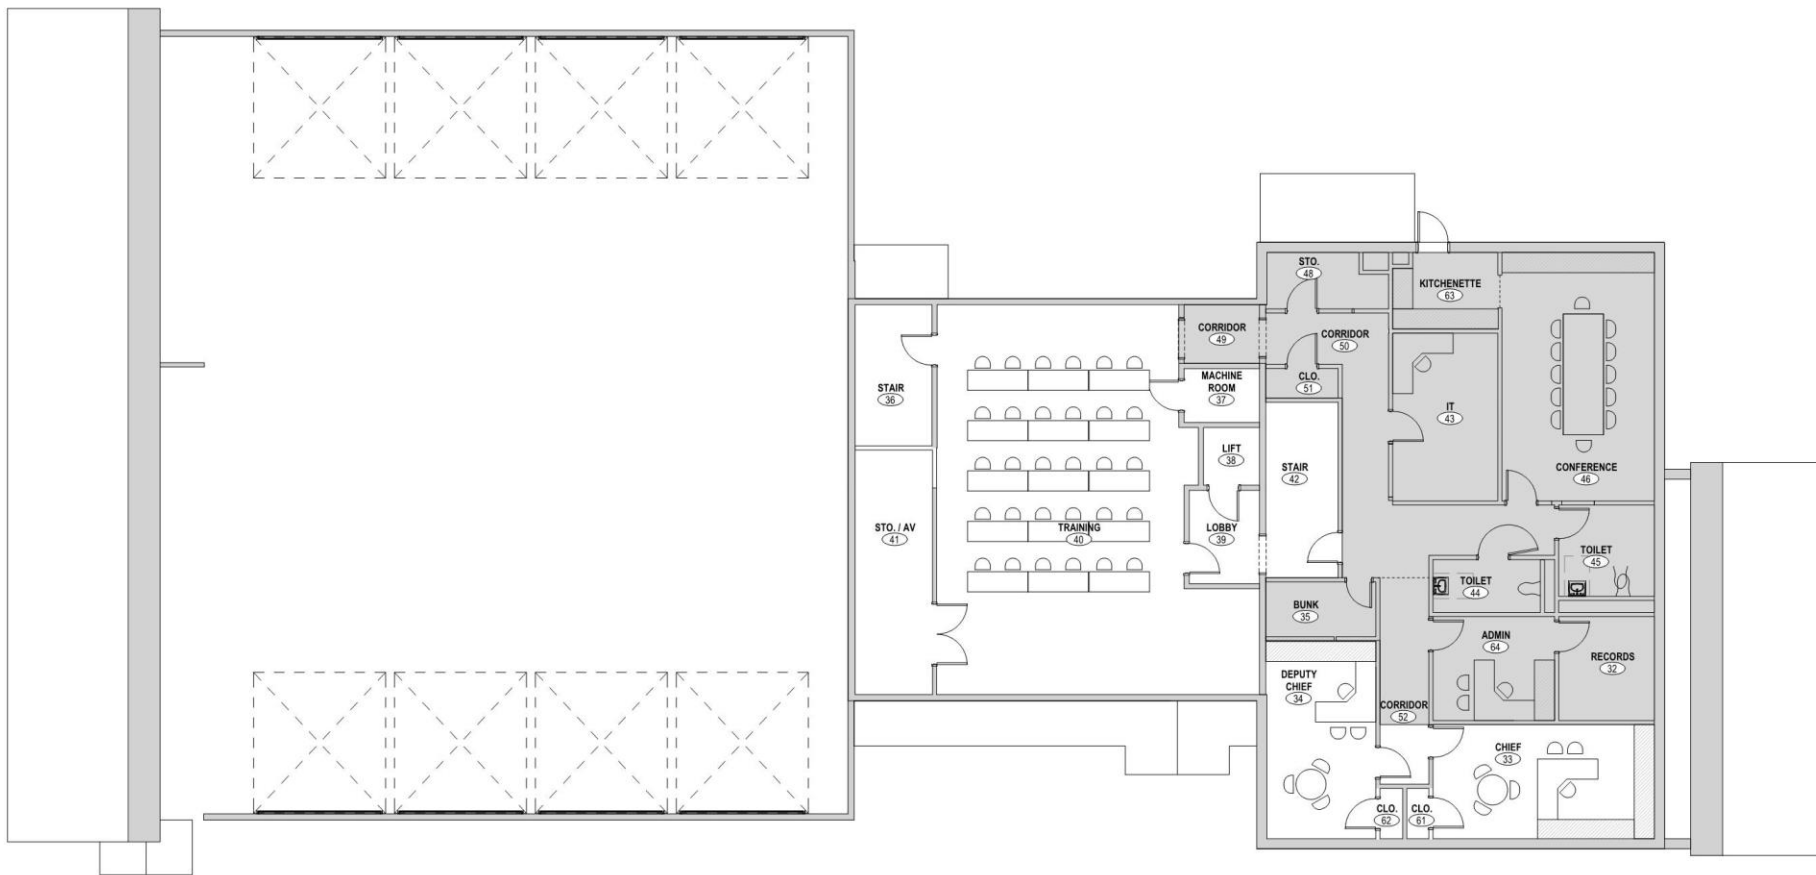 STO.
48
KITCHENETTE
63
CORRIDOR
49
CORRIDOR
50
MACHINE
ROOM
37
CLO.
51
STAIR
36
IT
43
LIFT
38
STAIR
42
CONFERENCE
46
STO. / AV
41
TRAINING
40
LOBBY
39
TOILET
45
TOILET
44
BUNK
35
ADMIN
64
RECORDS
32
DEPUTY
CHIEF
34
CORRIDOR
52
CHIEF
33
CLO.
62
CLO.
61